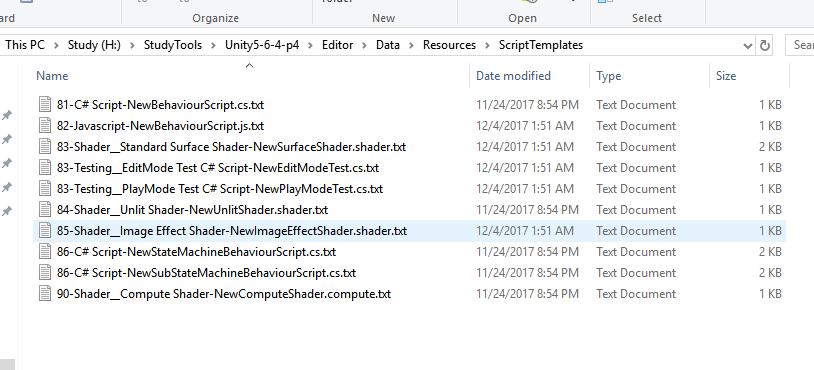 Organize New Open Select
This PC > Study (H:) > StudyTools > Unity5-6-4-p4 > Editor > Data > Resources > ScriptTemplates
Name Date modified Type Size
81-C# Script-NewBehaviourScript.cs.txt 11/24/2017 8:54 PM Text Document 1 KB
82-Javascript-NewBehaviourScript.js.txt 12/4/2017 1:51 AM Text Document 1 KB
83-Shader__Standard Surface Shader-NewSurfaceShader.shader.txt 12/4/2017 1:51 AM Text Document 2 KB
83-Testing__EditMode Test C# Script-NewEditModeTest.cs.txt 12/4/2017 1:51 AM Text Document 1 KB
83-Testing__PlayMode Test C# Script-NewPlayModeTest.cs.txt 12/4/2017 1:51 AM Text Document 1 KB
84-Shader__Unlit Shader-NewUnlitShader.shader.txt 11/24/2017 8:54 PM Text Document 1 KB
85-Shader__Image Effect Shader-NewImageEffectShader.shader.txt 12/4/2017 1:51 AM Text Document 1 KB
86-C# Script-NewStateMachineBehaviourScript.cs.txt 11/24/2017 8:54 PM Text Document 2 KB
86-C# Script-NewSubStateMachineBehaviourScript.cs.txt 11/24/2017 8:54 PM Text Document 2 KB
90-Shader__Compute Shader-NewComputeShader.compute.txt 11/24/2017 8:54 PM Text Document 1 KB